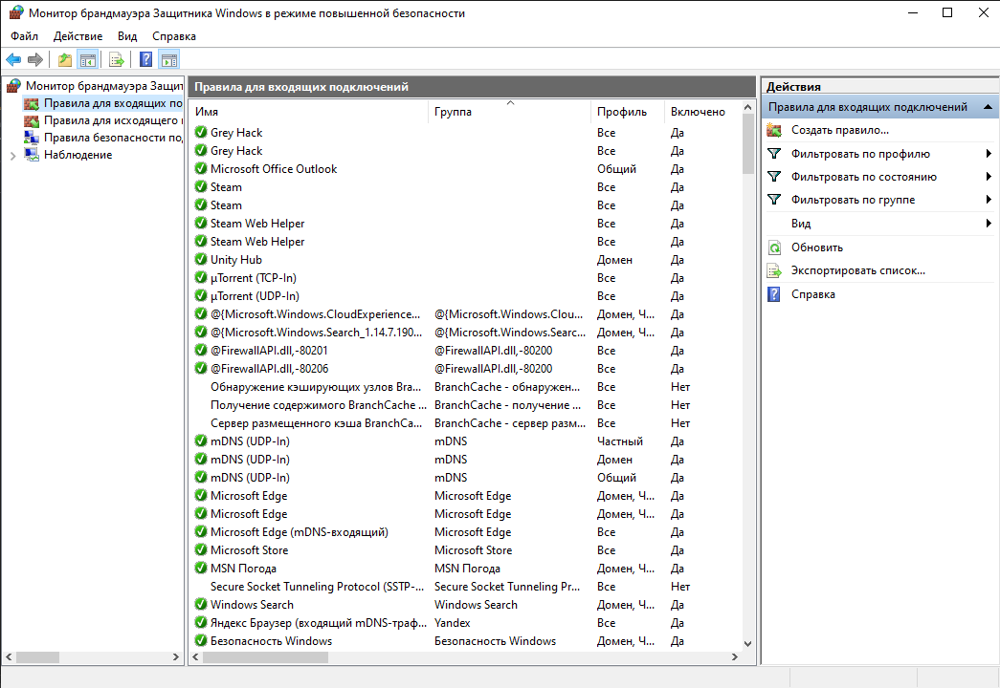 Монитор брандмауэра Защитника Windows в режиме повышенной безопасности
Файл Действие Вид Справка
Монитор брандмауэра Защит
Правила для входящих по
Правила для исходящего
Правила безопасности по
Наблюдение
Правила для входящих подключений
Имя Группа Профиль Включено
Grey Hack Все Да
Grey Hack Все Да
Microsoft Office Outlook Общий Да
Steam Все Да
Steam Все Да
Steam Web Helper Все Да
Steam Web Helper Все Да
Unity Hub Домен Да
µTorrent (TCP-In) Все Да
µTorrent (UDP-In) Все Да
@{Microsoft.Windows.CloudExperience... @{Microsoft.Windows.Clou... Домен, Ч... Да
@{Microsoft.Windows.Search_1.14.7.190... @{Microsoft.Windows.Searc... Домен, Ч... Да
@FirewallAPI.dll,-80201 @FirewallAPI.dll,-80200 Все Да
@FirewallAPI.dll,-80206 @FirewallAPI.dll,-80200 Все Да
Обнаружение кэширующих узлов Bra... BranchCache - обнаружен... Все Нет
Получение содержимого BranchCache ... BranchCache - получение ... Все Нет
Сервер размещенного кэша BranchCa... BranchCache - сервер разм... Все Нет
mDNS (UDP-In) mDNS Частный Да
mDNS (UDP-In) mDNS Домен Да
mDNS (UDP-In) mDNS Общий Да
Microsoft Edge Microsoft Edge Домен, Ч... Да
Microsoft Edge Microsoft Edge Домен, Ч... Да
Microsoft Edge (mDNS-входящий) Microsoft Edge Все Да
Microsoft Store Microsoft Store Все Да
MSN Погода MSN Погода Домен, Ч... Да
Secure Socket Tunneling Protocol (SSTP-... Secure Socket Tunneling Pr... Все Нет
Windows Search Windows Search Домен, Ч... Да
Яндекс Браузер (входящий mDNS-траф... Yandex Все Да
Безопасность Windows Безопасность Windows Домен, Ч... Да
Действия
Правила для входящих подключений
Создать правило...
Фильтровать по профилю
Фильтровать по состоянию
Фильтровать по группе
Вид
Обновить
Экспортировать список...
Справка